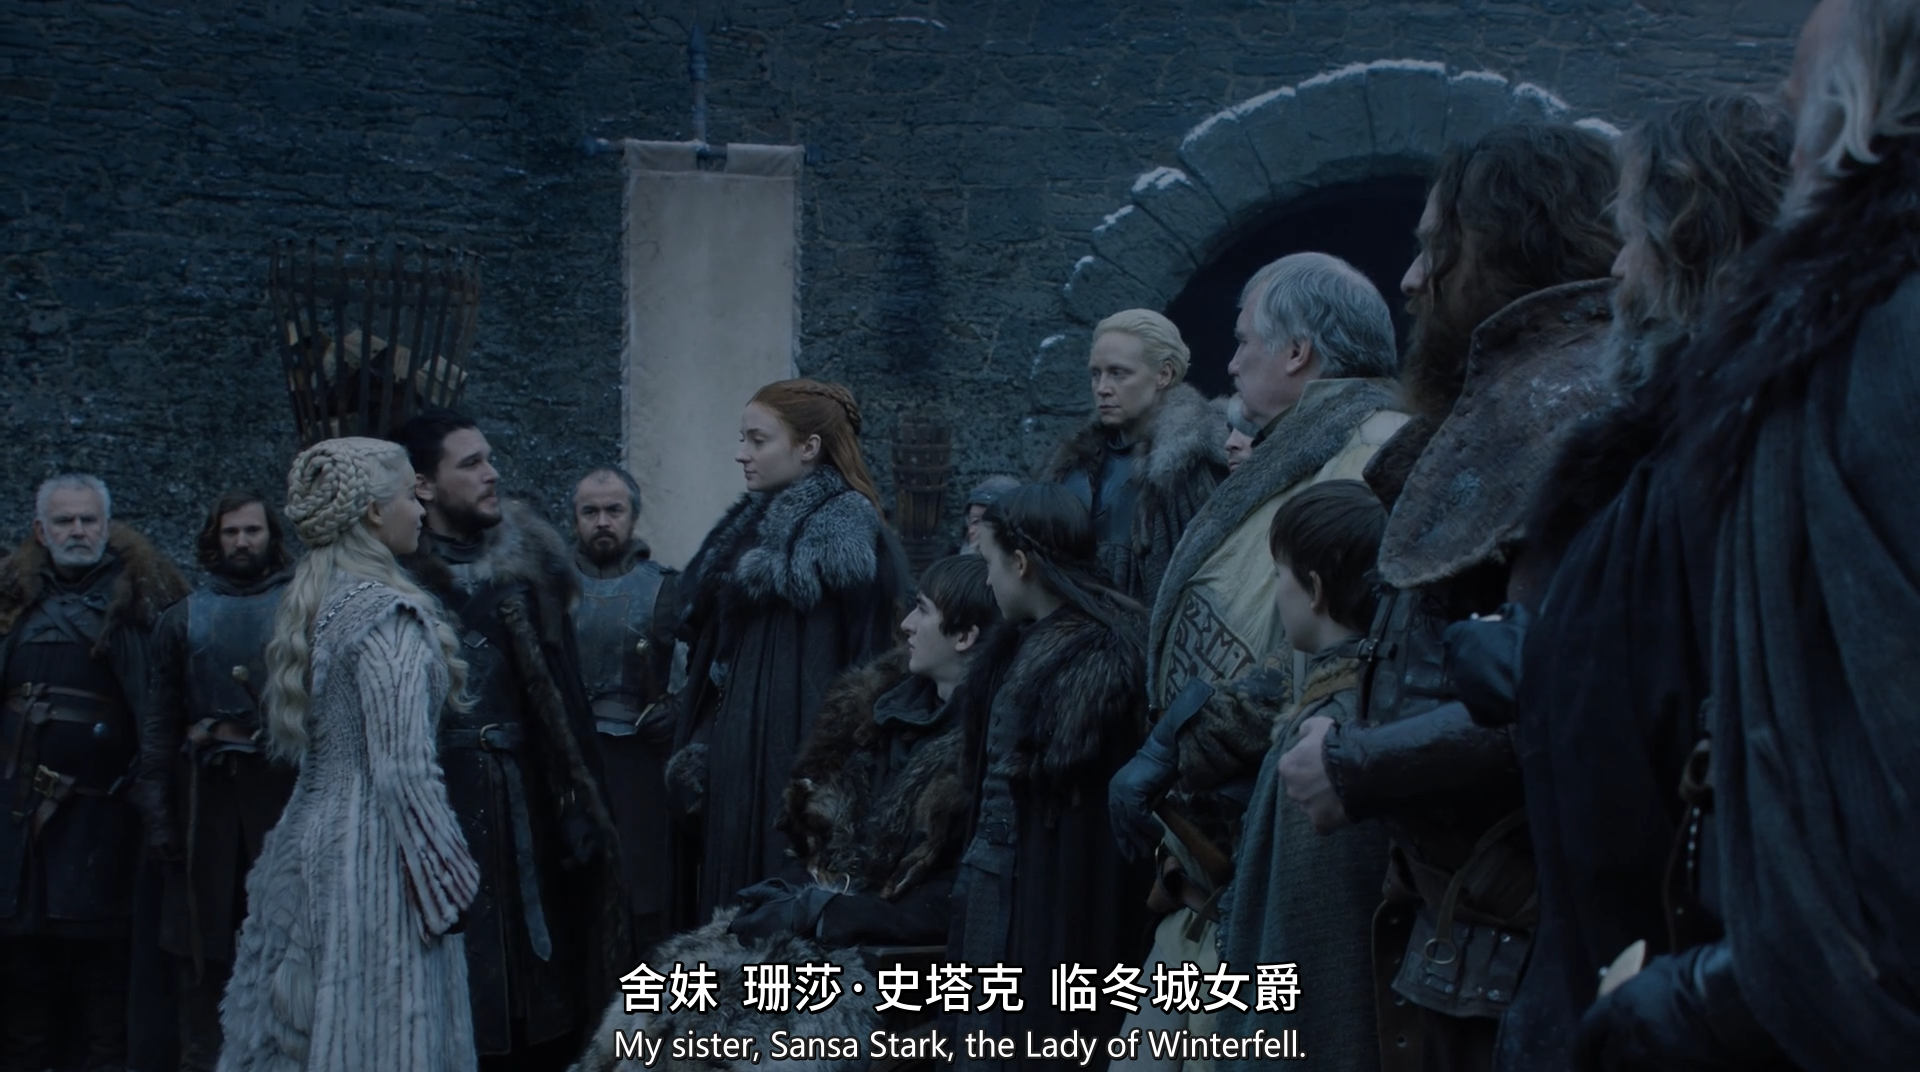 舍妹 珊莎·史塔克 临冬城女爵
My sister, Sansa Stark, the Lady of Winterfell.